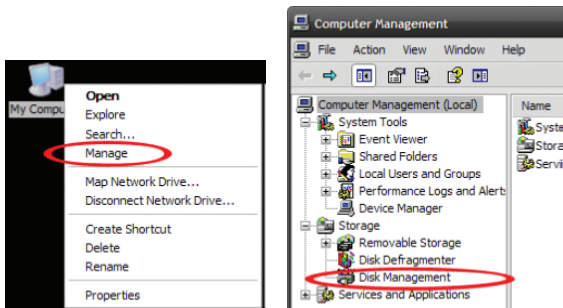 My Compu
Open
Explore
Search...
Manage
Map Network Drive...
Disconnect Network Drive...
Create Shortcut
Delete
Rename
Properties
Computer Management
File Action View Window Help
Computer Management (Local)
Name
System Tools
Event Viewer
Shared Folders
Local Users and Groups
Performance Logs and Alerts
Device Manager
Storage
Removable Storage
Disk Defragmenter
Disk Management
Services and Applications
Syste
Stora
Servi